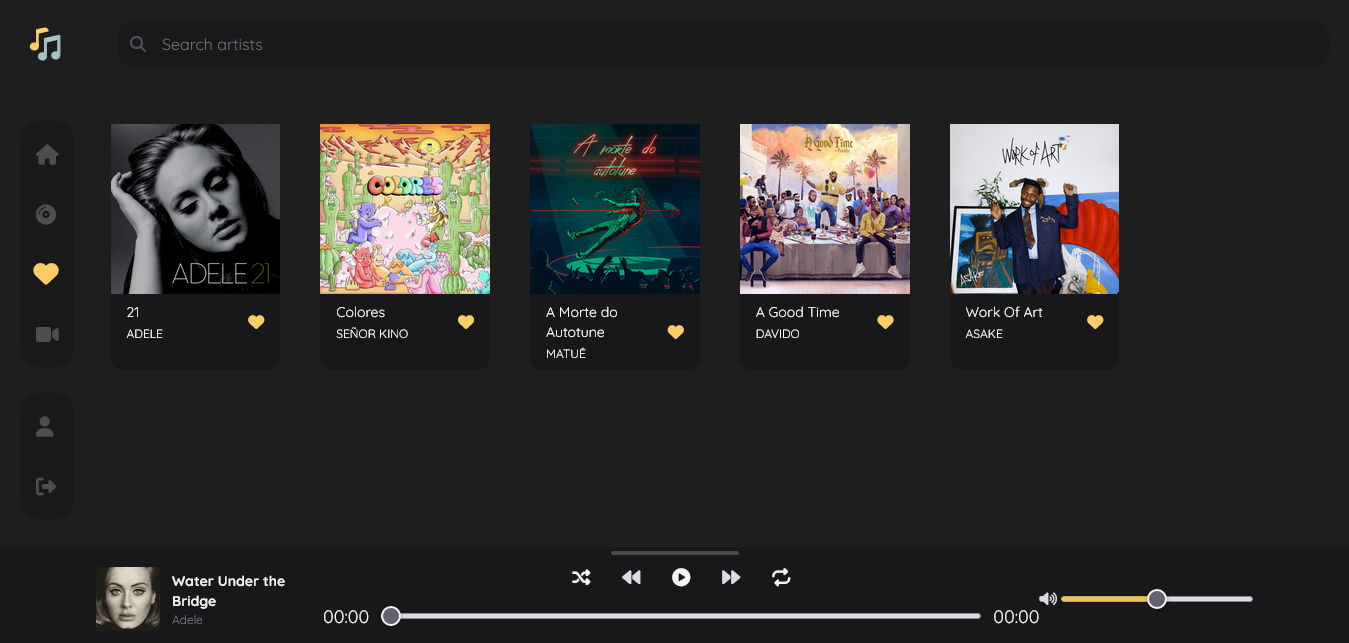 Search artists
ADELE 21
COLORES
A morte do
autotune
A Good Time
Davido
WORK of ART
ASAKE
21
ADELE
Colores
SEÑOR KINO
A Morte do
Autotune
MATUÊ
A Good Time
DAVIDO
Work Of Art
ASAKE
Water Under the
Bridge
Adele
00:00
00:00